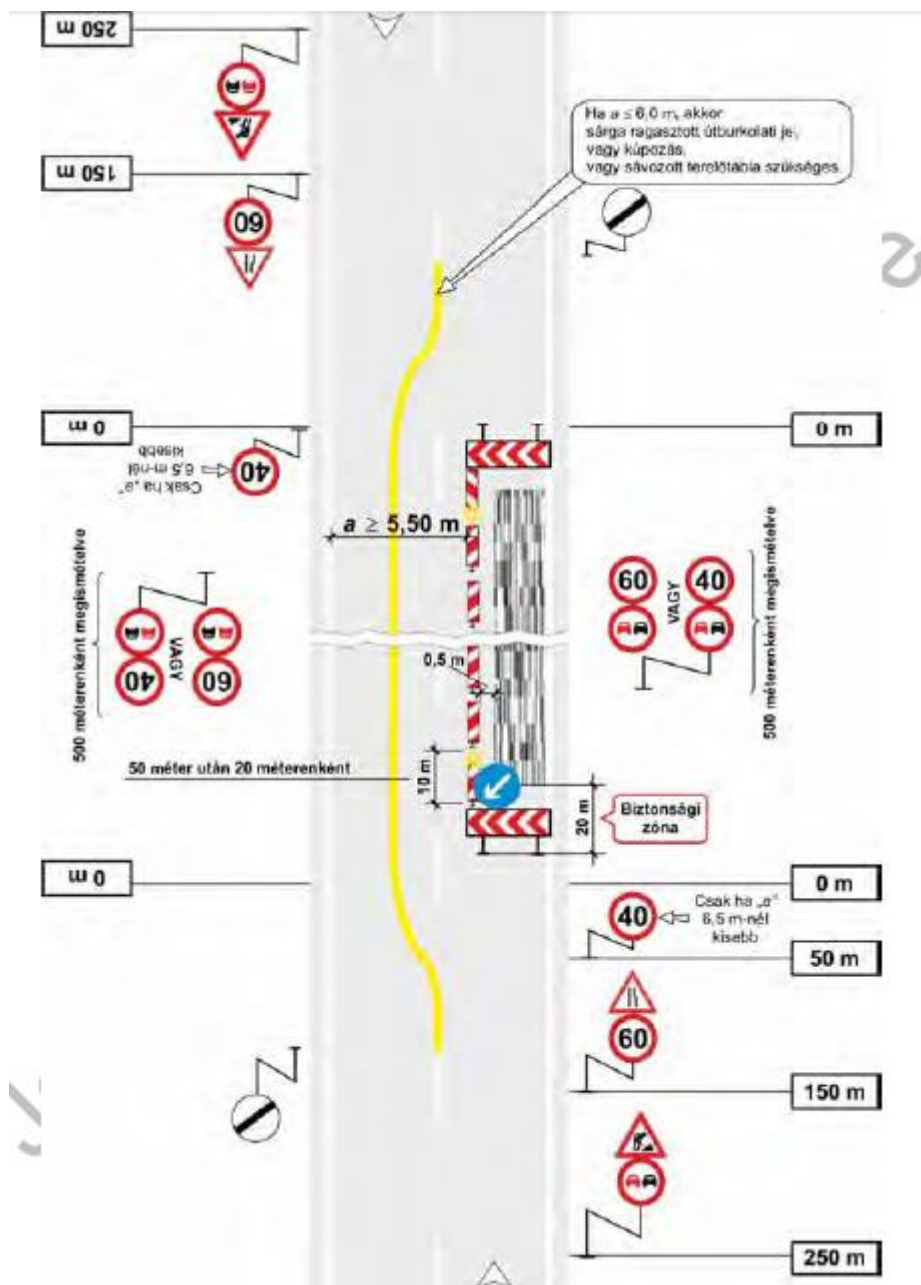 250 m
Ha a ≤ 6,0 m, akkor
sárga ragasztott útburkolati jel,
vagy kúpozás,
vagy sávozott terelőtábla szükséges.
150 m
60
0 m
0 m
40
Csak ha „a"
6,5 m-nél
kisebb
a ≥ 5,50 m
500 méterenként megismételve
40
VAGY
60
60
VAGY
40
500 méterenként megismételve
0,5 m
50 méter után 20 méterenként
10 m
20 m
Biztonsági
zóna
0 m
0 m
40
Csak ha „a"
6,5 m-nél
kisebb
50 m
60
150 m
250 m